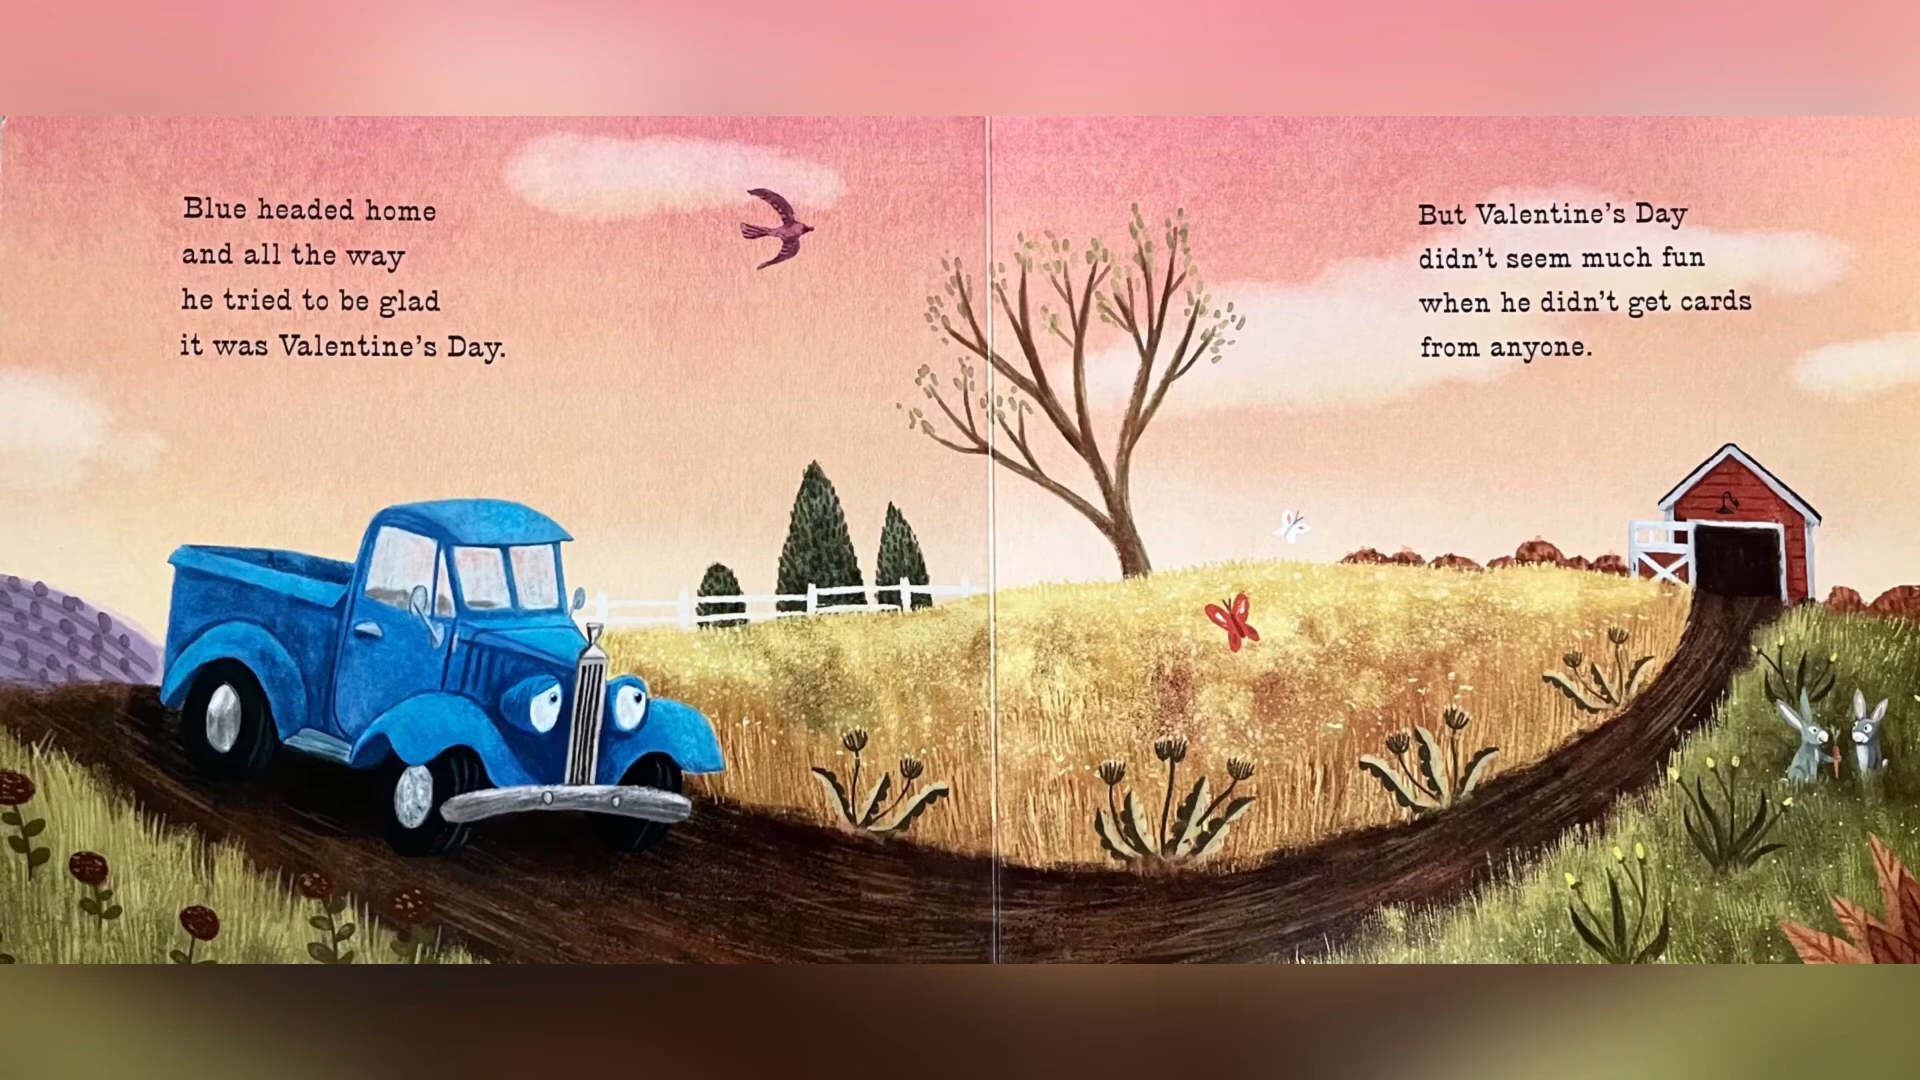 Blue headed home
and all the way
he tried to be glad
it was Valentine's Day.
But Valentine's Day
didn't seem much fun
when he didn't get cards
from anyone.